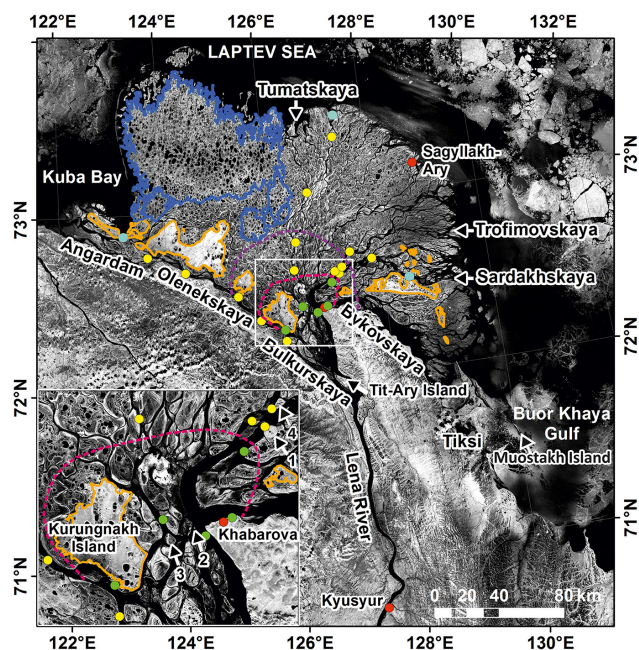 122°E 124°E 126°E 128°E 130°E 132°E
LAPTEV SEA
Tumatskaya
Sagyllakh-
Ary
73°N
Kuba Bay
73°N
Trofimovskaya
Angardam
Olenekskaya
Sardakhskaya
Bykovskaya
Bulkurskaya
72°N
72°N
Tit-Ary Island
Buor Khaya
Gulf
Tiksi
Muostakh Island
Lena River
4
1
Kurungnakh
Island
Khabarova
2
3
71°N
71°N
Kyusyur
0 20 40 80 km
122°E 124°E 126°E 128°E 130°E